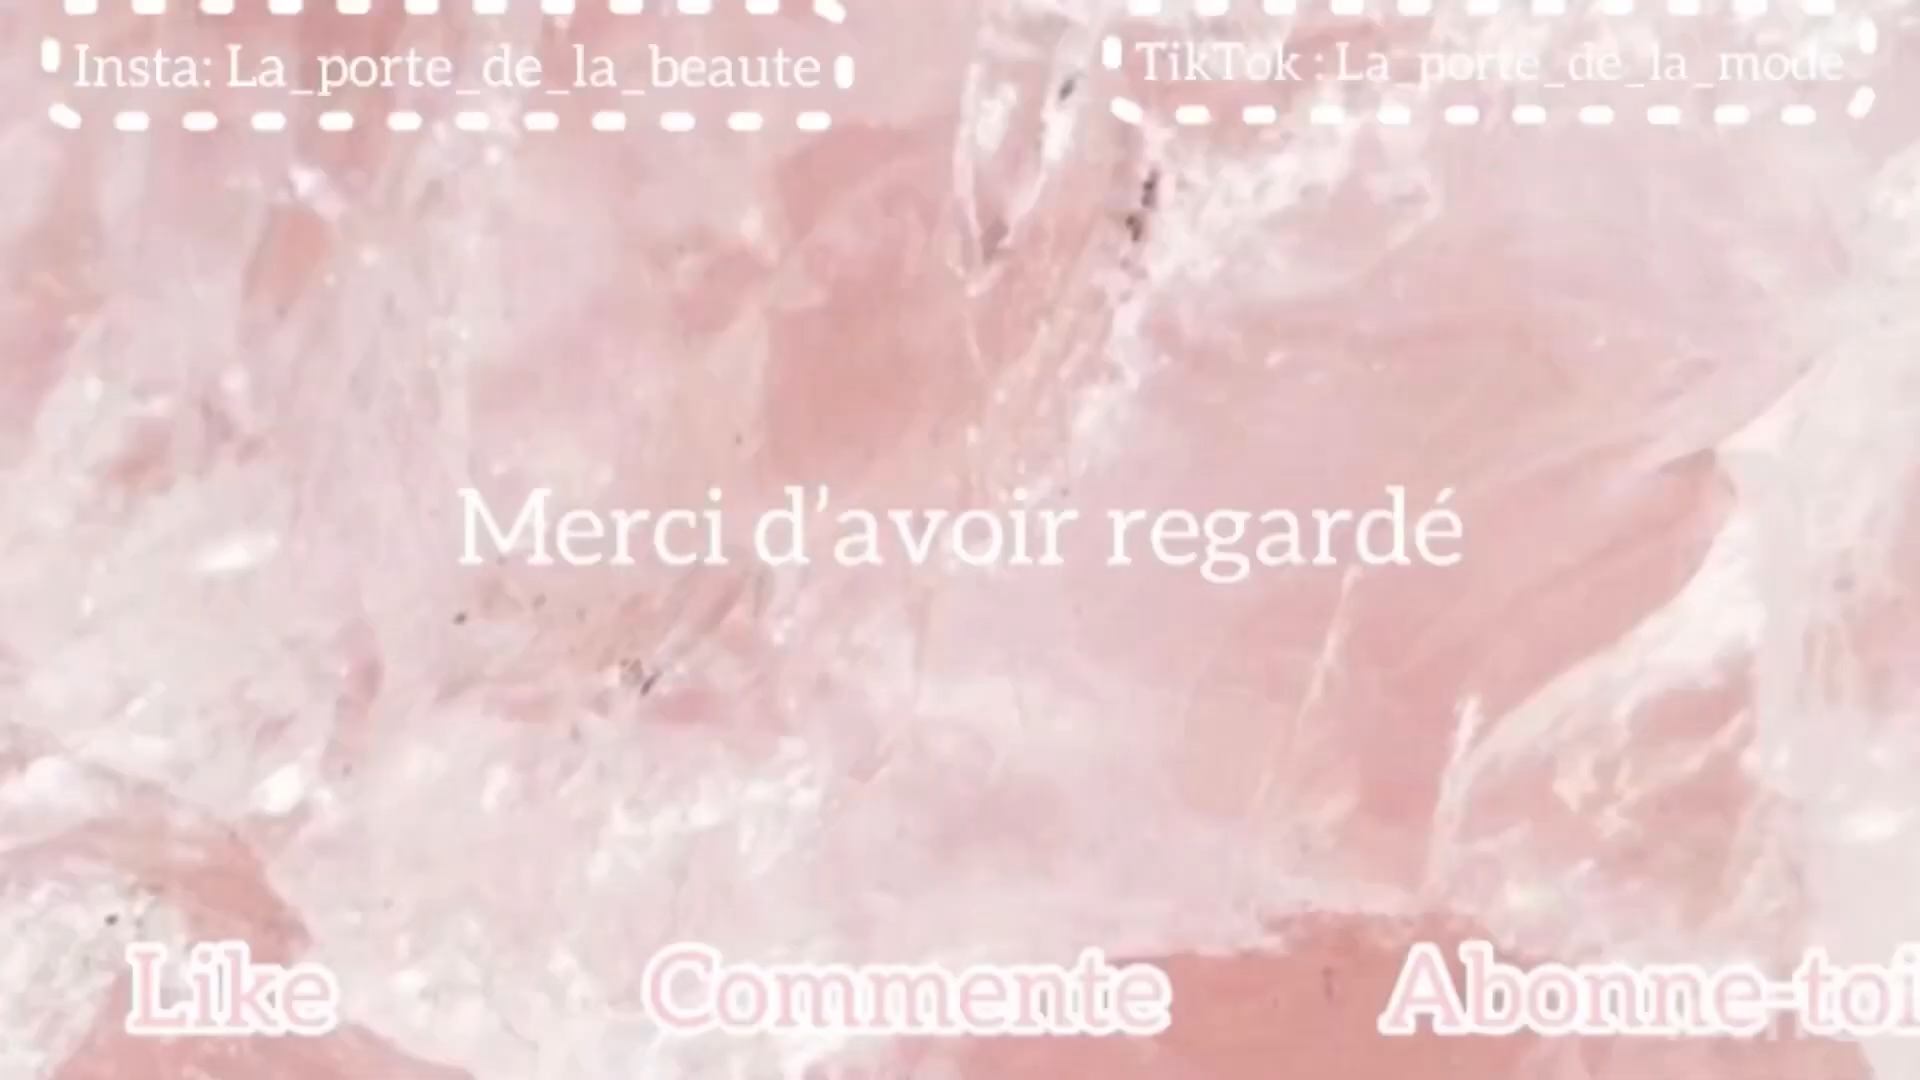 Insta: La_porte_de_la_beaute
TikTok : La_porte_de_la_mode
Merci d’avoir regardé
Like
Commente
Abonne-toi